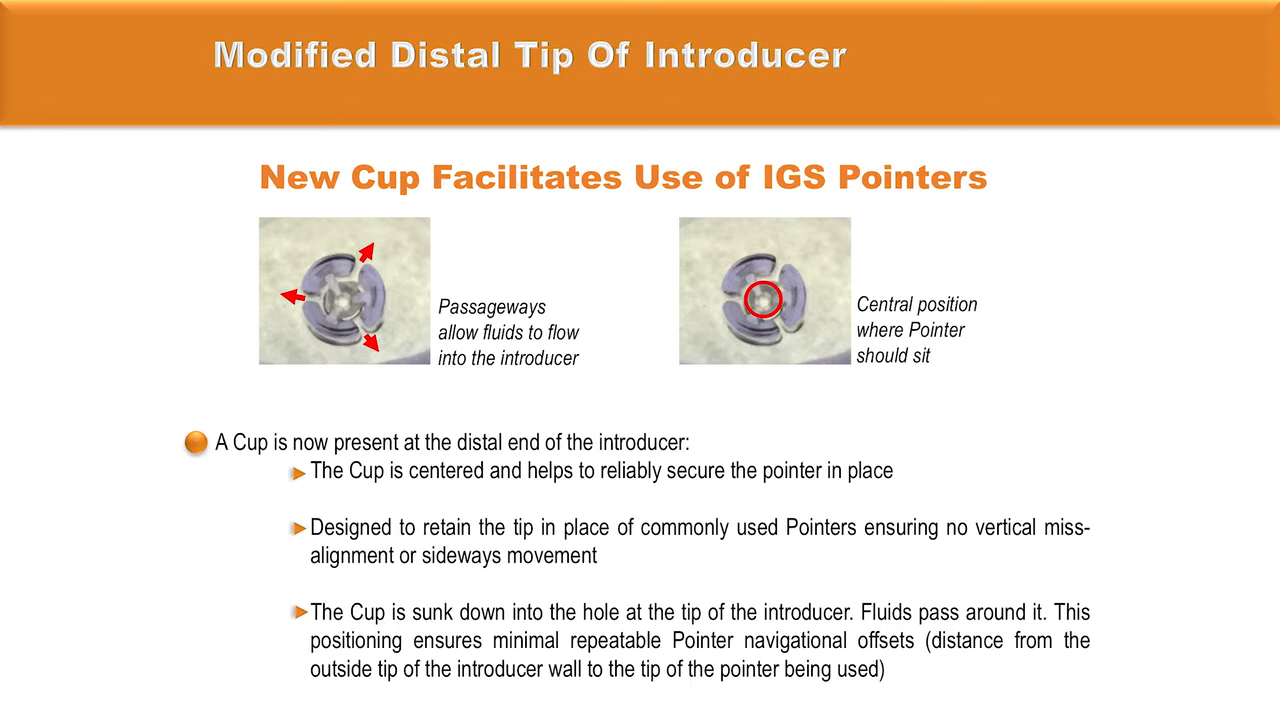 Modified Distal Tip Of Introducer
New Cup Facilitates Use of IGS Pointers
Passageways
allow fluids to flow
into the introducer
Central position
where Pointer
should sit
A Cup is now present at the distal end of the introducer:
The Cup is centered and helps to reliably secure the pointer in place
Designed to retain the tip in place of commonly used Pointers ensuring no vertical miss-
alignment or sideways movement
The Cup is sunk down into the hole at the tip of the introducer. Fluids pass around it. This
positioning ensures minimal repeatable Pointer navigational offsets (distance from the
outside tip of the introducer wall to the tip of the pointer being used)